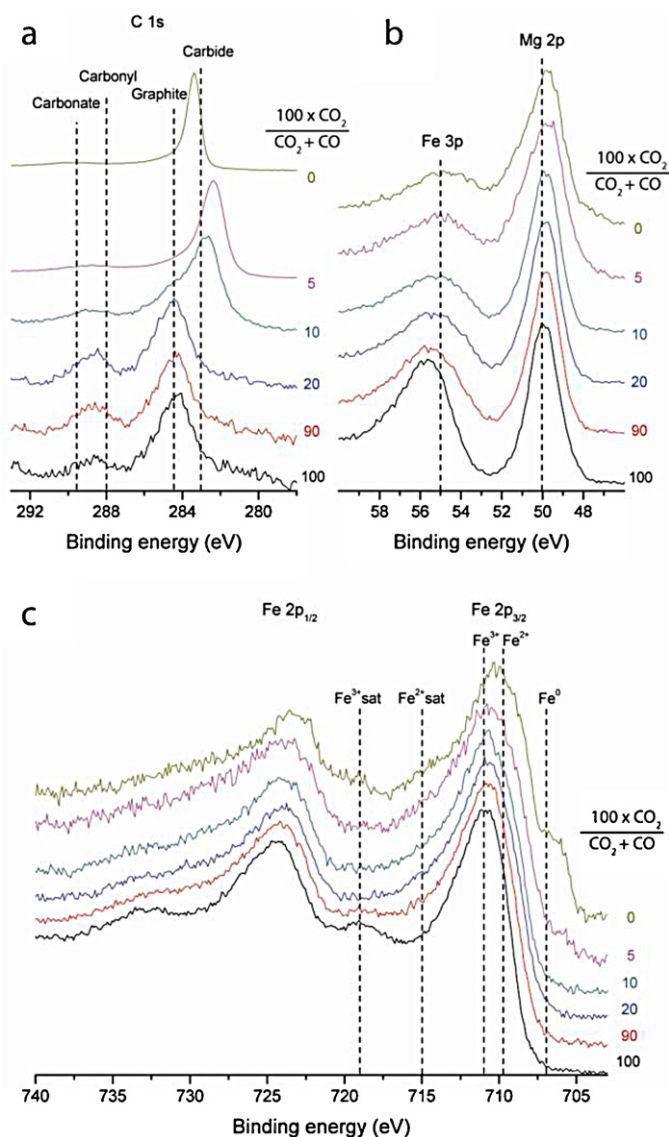 a
C 1s
Carbide
Carbonyl
Carbonate
Graphite
100 x CO2
CO2 + CO
0
5
10
20
90
100
292 288 284 280
Binding energy (eV)
b
Mg 2p
Fe 3p
100 x CO2
CO2 + CO
0
5
10
20
90
100
58 56 54 52 50 48
Binding energy (eV)
c
Fe 2p1/2
Fe 2p3/2
Fe3+ Fe2+
Fe3+sat Fe2+sat Fe0
100 x CO2
CO2 + CO
0
5
10
20
90
100
740 735 730 725 720 715 710 705
Binding energy (eV)